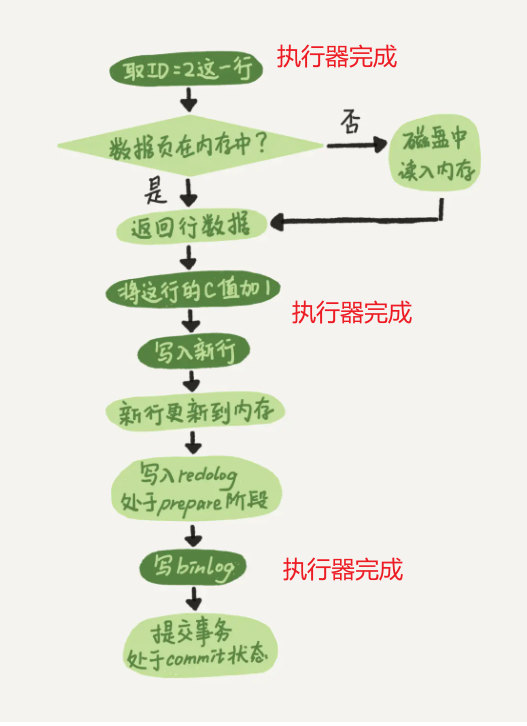 执行器完成
取ID=2这一行
数据页在内存中？
否
磁盘中
读入内存
是
返回行数据
将这行的C值加1
执行器完成
写入新行
新行更新到内存
写入redolog
处于prepare阶段
写binlog
执行器完成
提交事务
处于commit状态